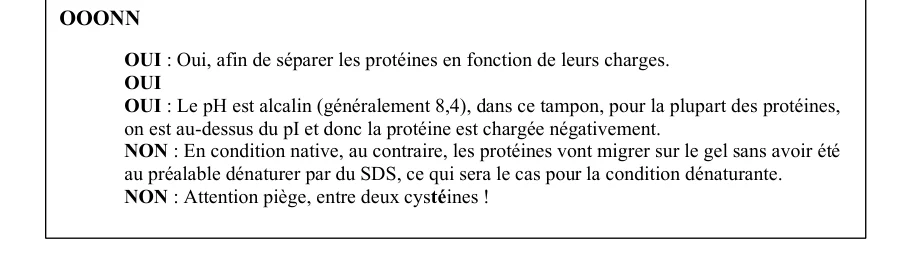 OOONN
OUI : Oui, afin de séparer les protéines en fonction de leurs charges.
OUI
OUI : Le pH est alcalin (généralement 8,4), dans ce tampon, pour la plupart des protéines,
on est au-dessus du pI et donc la protéine est chargée négativement.
NON : En condition native, au contraire, les protéines vont migrer sur le gel sans avoir été
au préalable dénaturer par du SDS, ce qui sera le cas pour la condition dénaturante.
NON : Attention piège, entre deux cystéines !